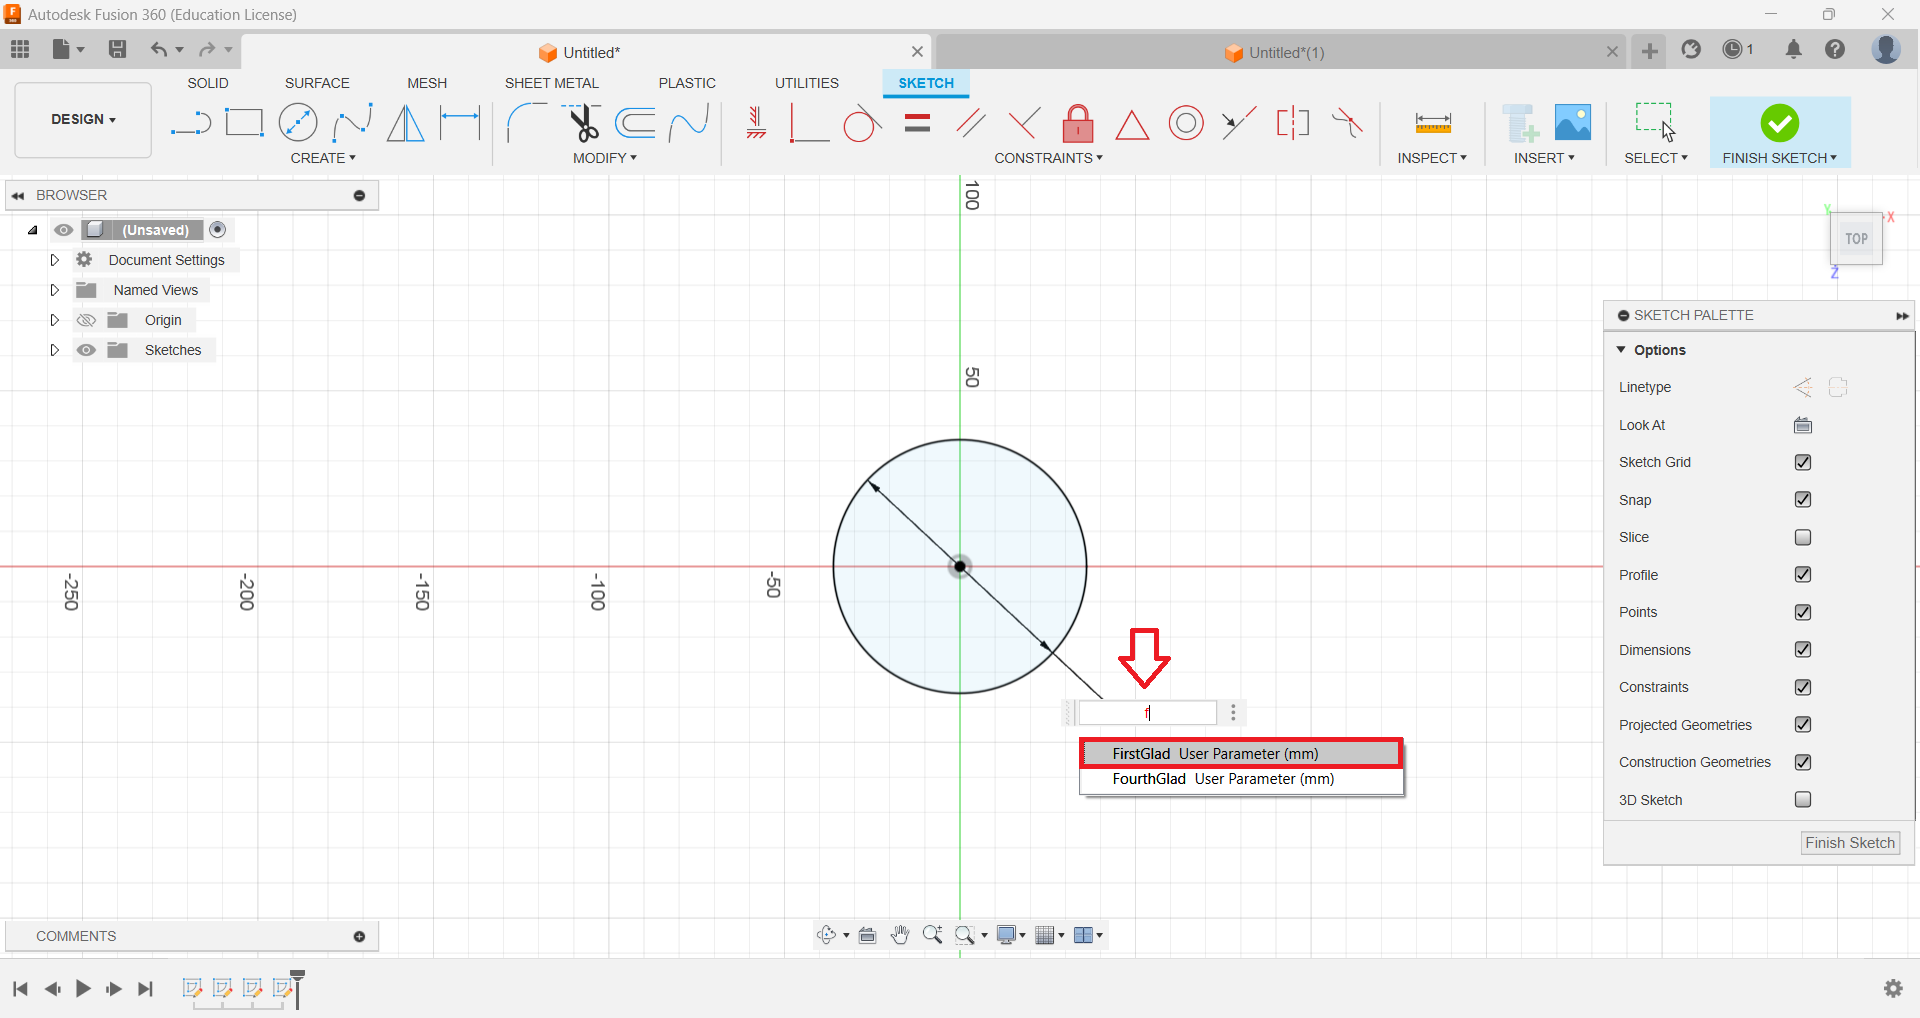 Autodesk Fusion 360 (Education License)
Untitled*
Untitled*(1)
1
SOLID SURFACE MESH SHEET METAL PLASTIC UTILITIES SKETCH
DESIGN
CREATE MODIFY CONSTRAINTS INSPECT INSERT SELECT FINISH SKETCH
BROWSER
(Unsaved)
Document Settings
Named Views
Origin
Sketches
100
50
-250 -200 -150 -100 -50
Y X
TOP
Z
SKETCH PALETTE
Options
Linetype
Look At
Sketch Grid
Snap
Slice
Profile
Points
Dimensions
Constraints
Projected Geometries
Construction Geometries
3D Sketch
Finish Sketch
f
FirstGlad User Parameter (mm)
FourthGlad User Parameter (mm)
COMMENTS